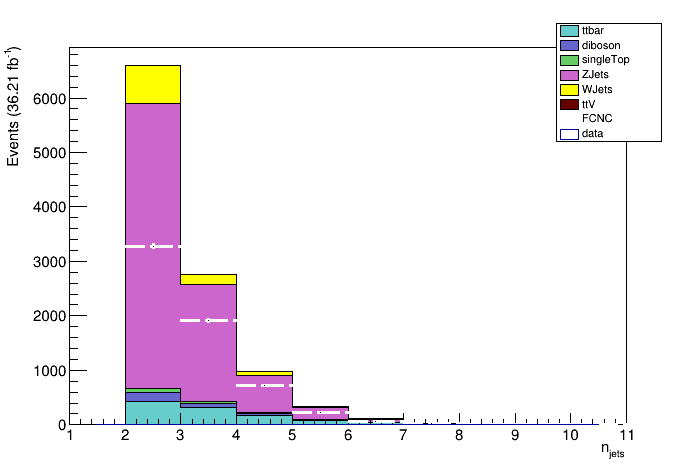 ttbar
diboson
singleTop
ZJets
WJets
ttV
FCNC
data
Events (36.21 fb⁻¹)
6000
5000
4000
3000
2000
1000
0
1 2 3 4 5 6 7 8 9 10 11
n_jets